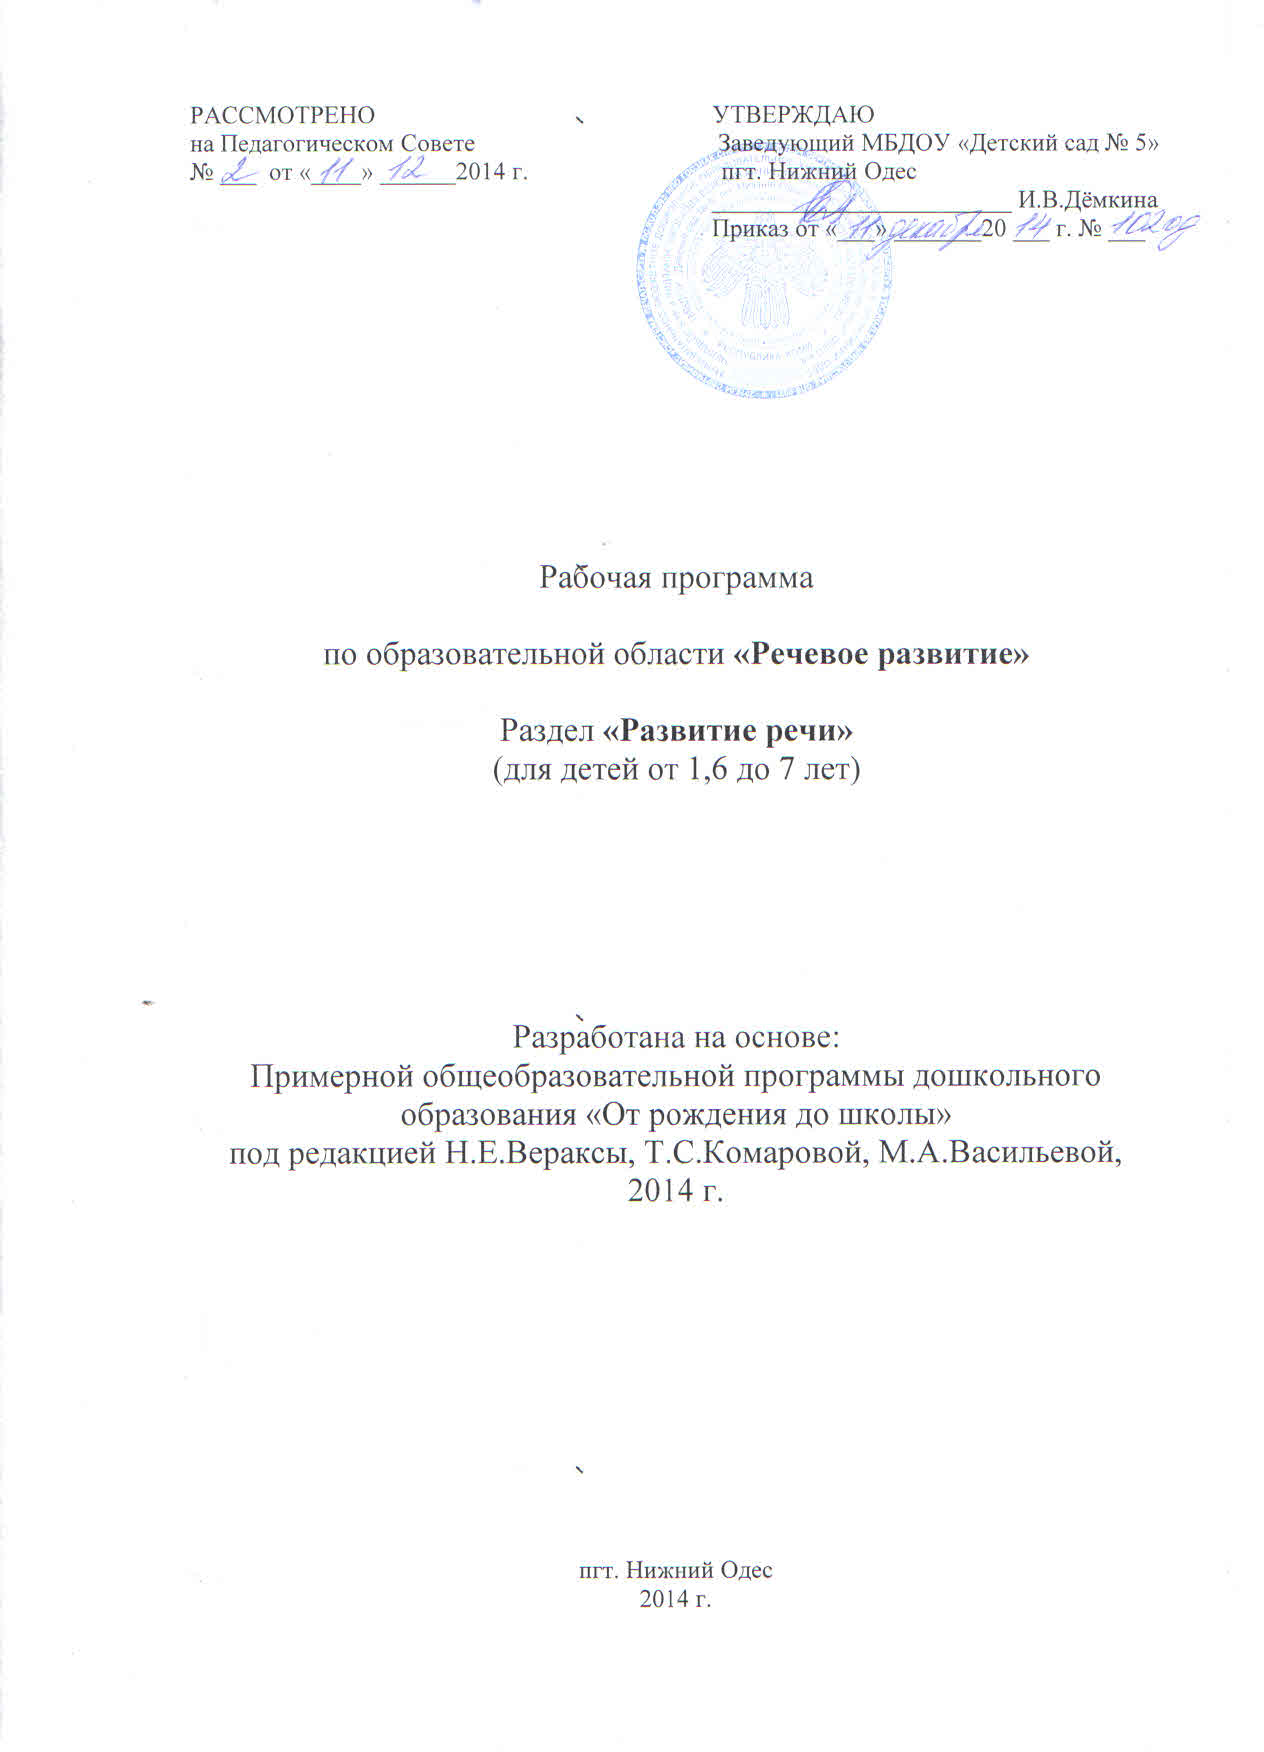 РАССМОТРЕНО
на Педагогическом Совете
№ 2 от «11» 12 2014 г.
УТВЕРЖДАЮ
Заведующий МБДОУ «Детский сад № 5»
пгт. Нижний Одес
И.В.Дёмкина
Приказ от «11» декабря 20 14 г. № 102 од
Рабочая программа
по образовательной области «Речевое развитие»
Раздел «Развитие речи»
(для детей от 1,6 до 7 лет)
Разработана на основе:
Примерной общеобразовательной программы дошкольного
образования «От рождения до школы»
под редакцией Н.Е.Вераксы, Т.С.Комаровой, М.А.Васильевой,
2014 г.
пгт. Нижний Одес
2014 г.